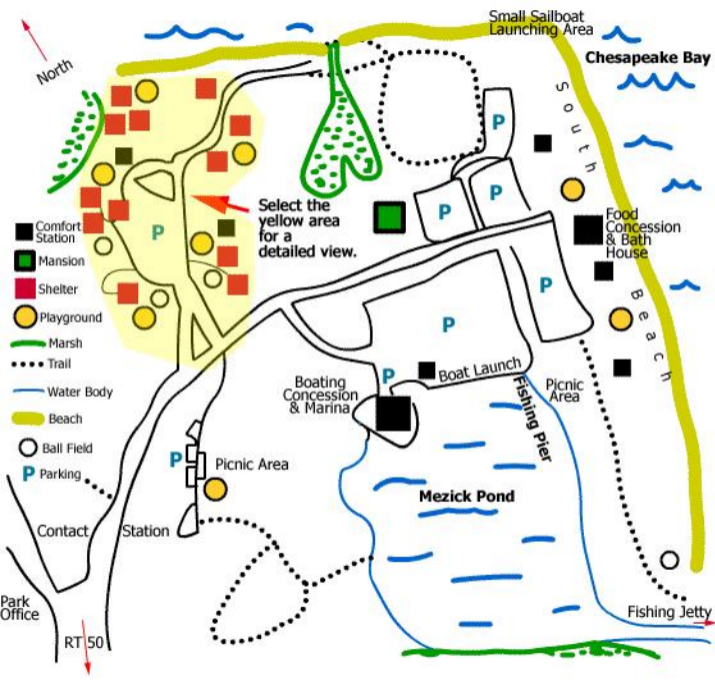 Small Sailboat
Launching Area
Chesapeake Bay
North
South
Beach
P
P
P
Select the
yellow area
for a
detailed view.
Food
Concession
& Bath
House
P
P
P
Comfort
Station
Mansion
Shelter
Playground
Marsh
Trail
Water Body
Beach
Ball Field
P Parking
P
Boat Launch
Boating
Concession
& Marina
Fishing Pier
Picnic
Area
P
Picnic Area
Mezick Pond
Contact Station
Park
Office
RT 50
Fishing Jetty